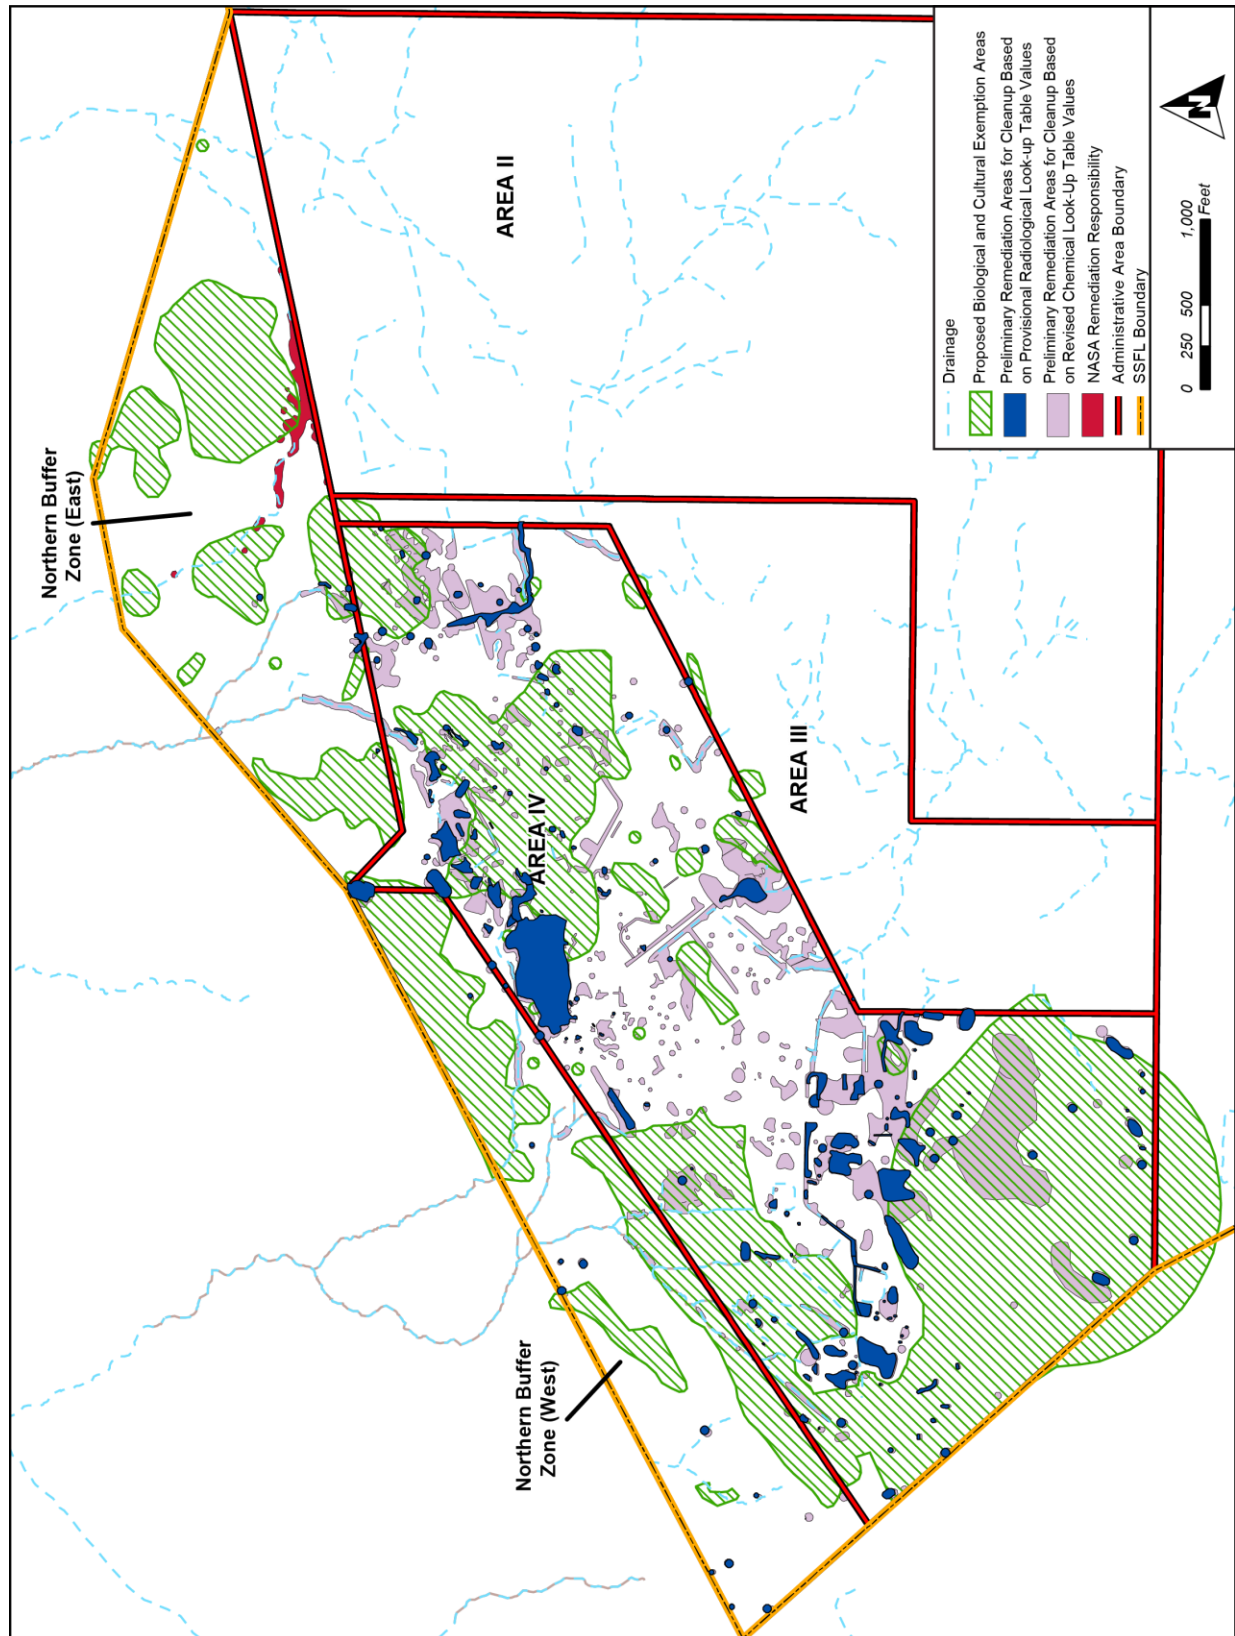 Northern Buffer
Zone (East)
AREA II
AREA IV
AREA III
Northern Buffer
Zone (West)
Drainage
Proposed Biological and Cultural Exemption Areas
Preliminary Remediation Areas for Cleanup Based
on Provisional Radiological Look-up Table Values
Preliminary Remediation Areas for Cleanup Based
on Revised Chemical Look-Up Table Values
NASA Remediation Responsibility
Administrative Area Boundary
SSFL Boundary
N
0 250 500 1,000
Feet